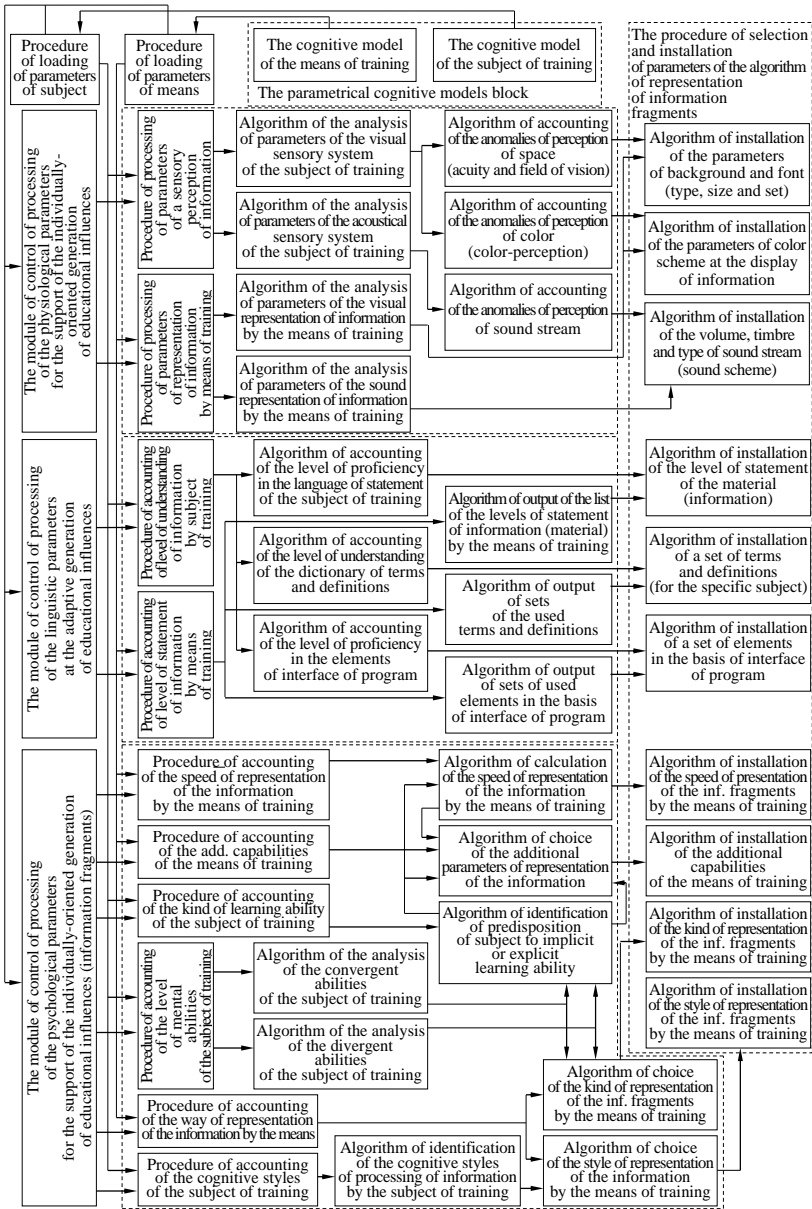 Procedure
of loading
of parameters
of subject
Procedure
of loading
of parameters
of means
The cognitive model
of the means of training
The cognitive model
of the subject of training
The parametrical cognitive models block
The procedure of selection
and installation
of parameters of the algorithm
of representation
of information
fragments
The module of control of processing
of the physiological parameters
for the support of the individually-
oriented generation
of educational influences
Procedure of processing
of parameters
of a sensory
perception
of information
Algorithm of the analysis
of parameters of the visual
sensory system
of the subject of training
Algorithm of accounting
of the anomalies of perception
of space
(acuity and field of vision)
Algorithm of installation
of the parameters
of background and font
(type, size and set)
Algorithm of the analysis
of parameters of the acoustical
sensory system
of the subject of training
Algorithm of accounting
of the anomalies of perception
of color
(color-perception)
Algorithm of installation
of the parameters of color
scheme at the display
of information
Procedure of processing
of parameters
of representation
of information
by means of training
Algorithm of the analysis
of parameters of the visual
representation of information
by the means of training
Algorithm of accounting
of the anomalies of perception
of sound stream
Algorithm of installation
of the volume, timbre
and type of sound stream
(sound scheme)
Algorithm of the analysis
of parameters of the sound
representation of information
by the means of training
The module of control of processing
of the linguistic parameters
at the adaptive generation
of educational influences
Procedure of accounting
of level of understanding
of information
by subject
of training
Algorithm of accounting
of the level of proficiency
in the language of statement
of the subject of training
Algorithm of output of the list
of the levels of statement
of information (material)
by the means of training
Algorithm of installation
of the level of statement
of the material
(information)
Algorithm of accounting
of the level of understanding
of the dictionary of terms
and definitions
Algorithm of installation
of a set of terms
and definitions
(for the specific subject)
Procedure of accounting
of level of statement
of information
by means
of training
Algorithm of output
of sets
of the used
terms and definitions
Algorithm of accounting
of the level of proficiency
in the elements
of interface of program
Algorithm of installation
of a set of elements
in the basis of interface
of program
Algorithm of output
of sets of used
elements in the basis
of interface of program
The module of control of processing
of the psychological parameters
for the support of the individually-oriented generation
of educational influences (information fragments)
Procedure of accounting
of the speed of representation
of the information
by the means of training
Algorithm of calculation
of the speed of representation
of the information
by the means of training
Algorithm of installation
of the speed of presentation
of the inf. fragments
by the means of training
Procedure of accounting
of the add. capabilities
of the means of training
Algorithm of choice
of the additional
parameters of representation
of the information
Algorithm of installation
of the additional
capabilities
of the means of training
Procedure of accounting
of the kind of learning ability
of the subject of training
Algorithm of identification
of predisposition
of subject to implicit
or explicit
learning ability
Algorithm of installation
of the kind of representation
of the inf. fragments
by the means of training
Procedure of accounting
of the level
of mental
abilities
of the subject of training
Algorithm of the analysis
of the convergent
abilities
of the subject of training
Algorithm of installation
of the style of representation
of the inf. fragments
by the means of training
Algorithm of the analysis
of the divergent
abilities
of the subject of training
Algorithm of choice
of the kind of representation
of the inf. fragments
by the means of training
Procedure of accounting
of the way of representation
of the information by the means
Procedure of accounting
of the cognitive styles
of the subject of training
Algorithm of identification
of the cognitive styles
of processing of information
by the subject of training
Algorithm of choice
of the style of representation
of the information
by the means of training